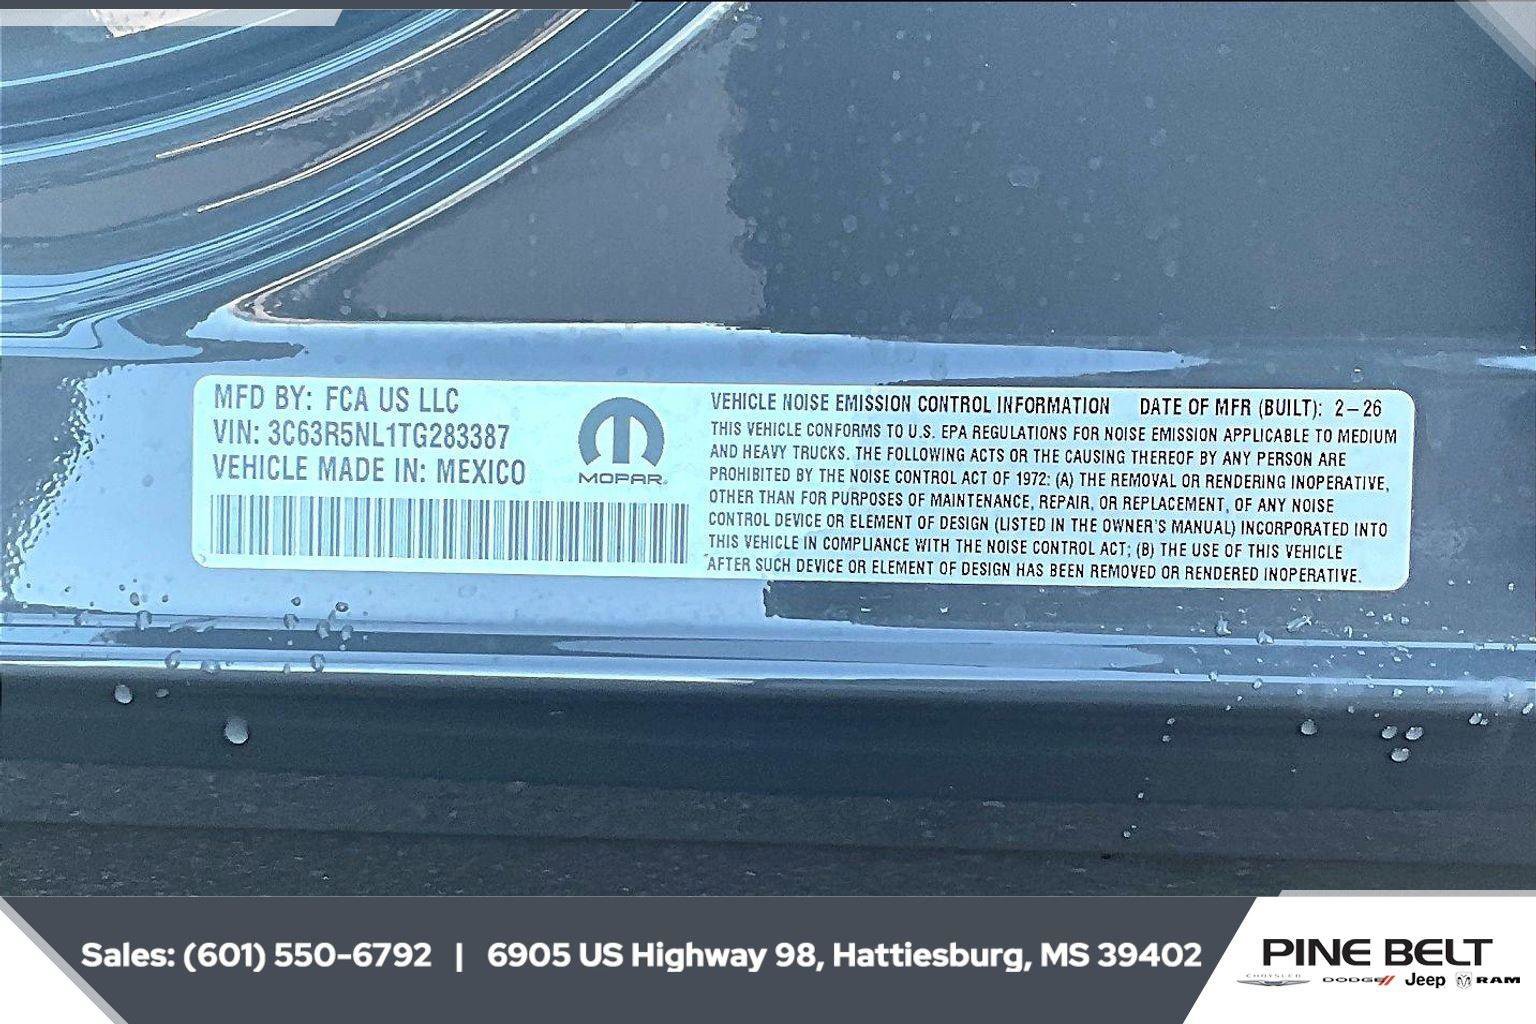 MFD BY: FCA US LLC
VIN: 3C63R5NL1TG283387
VEHICLE MADE IN: MEXICO
MOPAR®
VEHICLE NOISE EMISSION CONTROL INFORMATION DATE OF MFR (BUILT): 2-26
THIS VEHICLE CONFORMS TO U.S. EPA REGULATIONS FOR NOISE EMISSION APPLICABLE TO MEDIUM
AND HEAVY TRUCKS. THE FOLLOWING ACTS OR THE CAUSING THEREOF BY ANY PERSON ARE
PROHIBITED BY THE NOISE CONTROL ACT OF 1972: (A) THE REMOVAL OR RENDERING INOPERATIVE,
OTHER THAN FOR PURPOSES OF MAINTENANCE, REPAIR, OR REPLACEMENT, OF ANY NOISE
CONTROL DEVICE OR ELEMENT OF DESIGN (LISTED IN THE OWNER'S MANUAL) INCORPORATED INTO
THIS VEHICLE IN COMPLIANCE WITH THE NOISE CONTROL ACT; (B) THE USE OF THIS VEHICLE
AFTER SUCH DEVICE OR ELEMENT OF DESIGN HAS BEEN REMOVED OR RENDERED INOPERATIVE.
Sales: (601) 550-6792 | 6905 US Highway 98, Hattiesburg, MS 39402
PINE BELT
CHRYSLER DODGE Jeep RAM